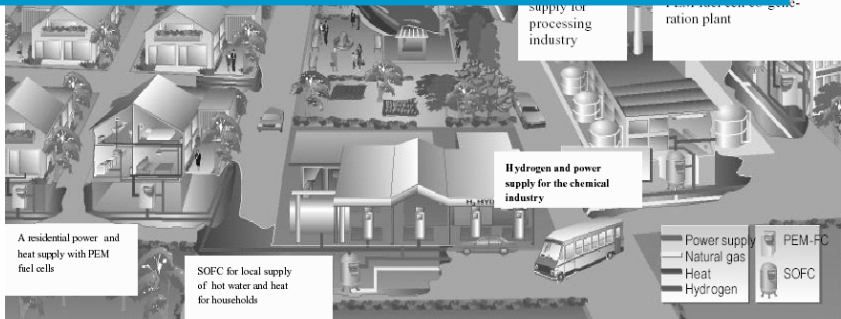 supply for
processing
industry
ration plant
Hydrogen and power
supply for the chemical
industry
H₂ HY
A residential power and
heat supply with PEM
fuel cells
SOFC for local supply
of hot water and heat
for households
Power supply
Natural gas
Heat
Hydrogen
PEM-FC
SOFC